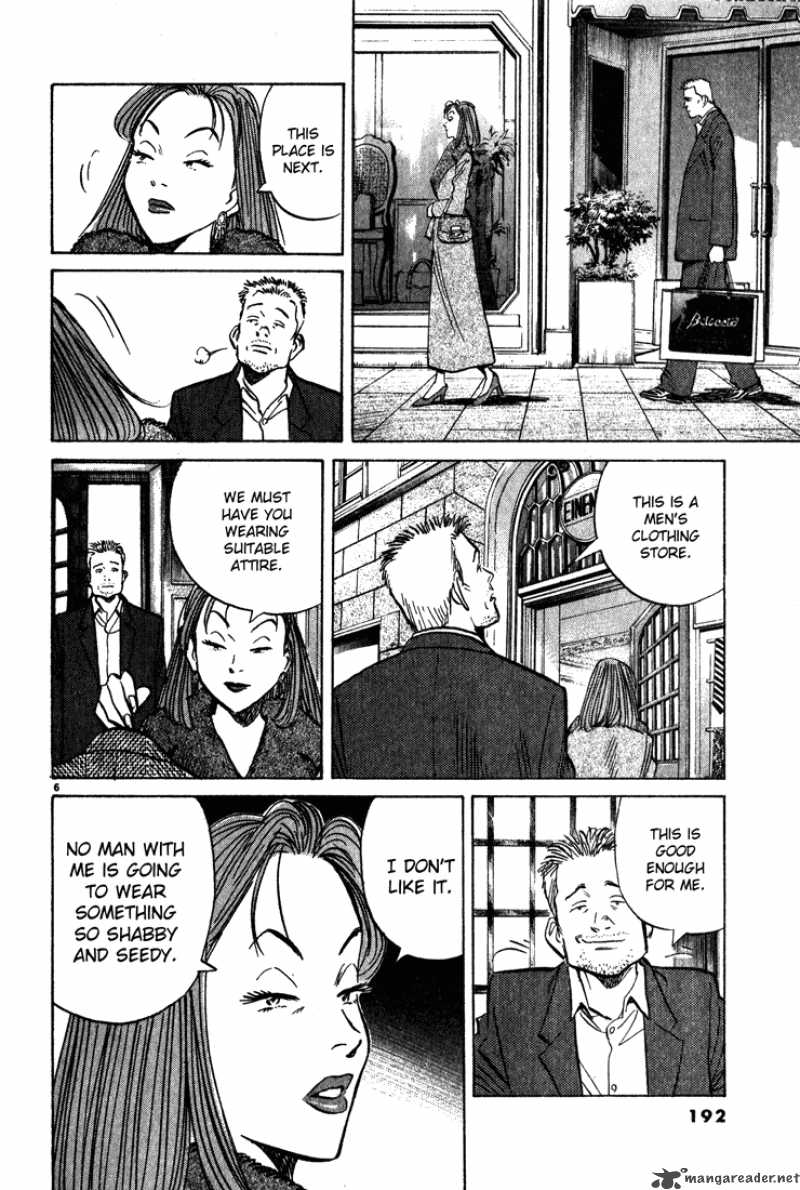 THIS
PLACE IS
NEXT.
THIS IS A
MEN'S
CLOTHING
STORE.
EINEN
WE MUST
HAVE YOU
WEARING
SUITABLE
ATTIRE.
6
THIS IS
GOOD
ENOUGH
FOR ME.
I DON'T
LIKE IT.
NO MAN WITH
ME IS GOING
TO WEAR
SOMETHING
SO SHABBY
AND SEEDY.
192
mangareader.net